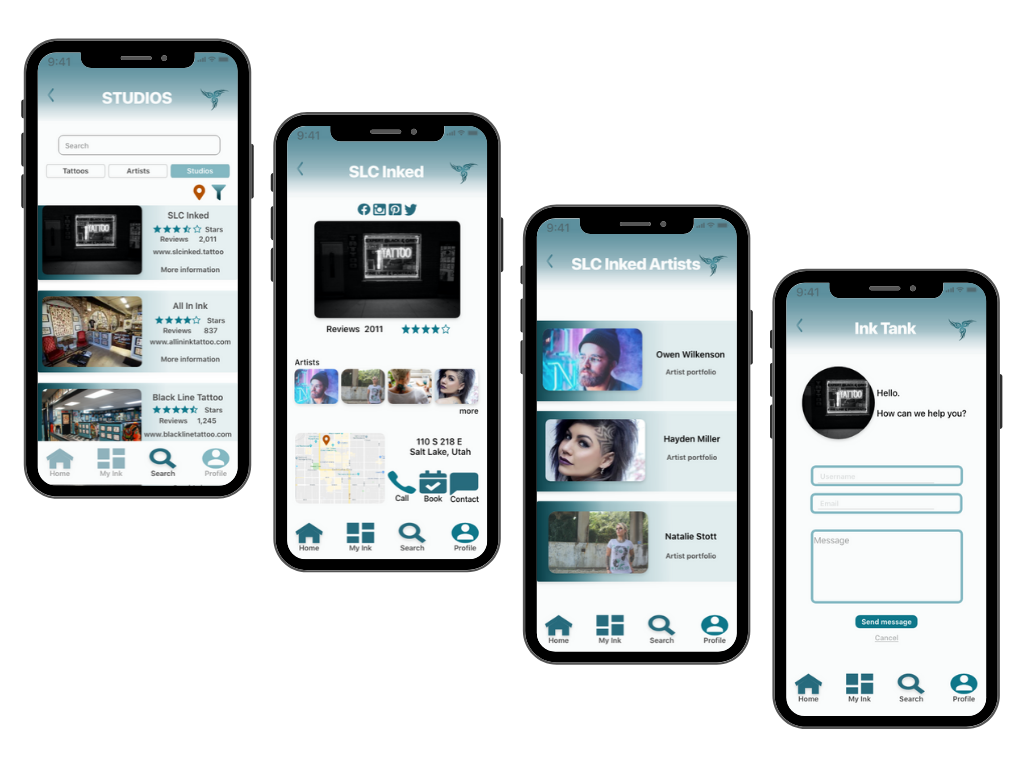 9:41
STUDIOS
Search
Tattoos Artists Studios
TATTOO
SLC Inked
Stars
Reviews 2,011
www.slcinked.tattoo
More information
All In Ink
Stars
Reviews 837
www.allininktattoo.com
More information
Black Line Tattoo
Stars
Reviews 1,245
www.blacklinetattoo.com
Home My Ink Search Profile
9:41
SLC Inked
TATTOO
Reviews 2011
Artists
more
110 S 218 E
Salt Lake, Utah
Call Book Contact
Home My Ink Search Profile
9:41
SLC Inked Artists
Owen Wilkenson
Artist portfolio
Hayden Miller
Artist portfolio
Natalie Stott
Artist portfolio
Home My Ink Search Profile
9:41
Ink Tank
TATTOO
Hello.
How can we help you?
Username
Email
Message
Send message
Cancel
Home My Ink Search Profile